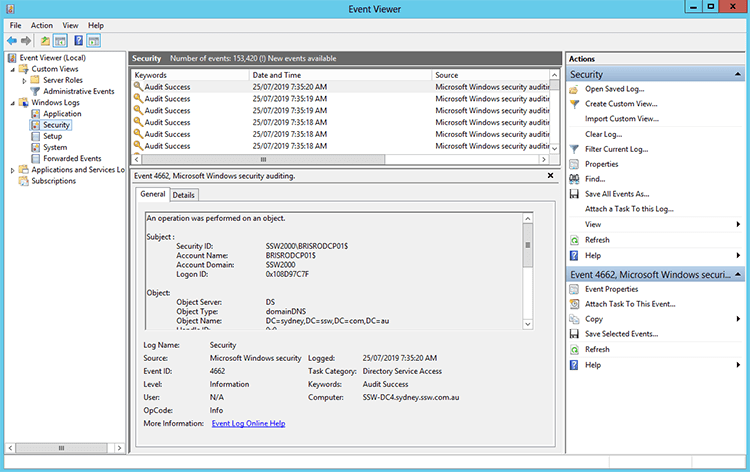 Event Viewer
File Action View Help
Event Viewer (Local)
Custom Views
Server Roles
Administrative Events
Windows Logs
Application
Security
Setup
System
Forwarded Events
Applications and Services Lo
Subscriptions
Security Number of events: 153,420 (!) New events available
Keywords Date and Time Source
Audit Success 25/07/2019 7:35:20 AM Microsoft Windows security auditin
Audit Success 25/07/2019 7:35:19 AM Microsoft Windows security auditin
Audit Success 25/07/2019 7:35:19 AM Microsoft Windows security auditin
Audit Success 25/07/2019 7:35:18 AM Microsoft Windows security auditin
Audit Success 25/07/2019 7:35:18 AM Microsoft Windows security auditin
Audit Success 25/07/2019 7:35:18 AM Microsoft Windows security auditin
Event 4662, Microsoft Windows security auditing.
General Details
An operation was performed on an object.
Subject :
Security ID: SSW2000\BRISRODCP01$
Account Name: BRISRODCP01$
Account Domain: SSW2000
Logon ID: 0x108D97C7F
Object:
Object Server: DS
Object Type: domainDNS
Object Name: DC=sydney,DC=ssw,DC=com,DC=au
Handle ID: 0x0
Log Name: Security
Source: Microsoft Windows security Logged: 25/07/2019 7:35:20 AM
Event ID: 4662 Task Category: Directory Service Access
Level: Information Keywords: Audit Success
User: N/A Computer: SSW-DC4.sydney.ssw.com.au
OpCode: Info
More Information: Event Log Online Help
Actions
Security
Open Saved Log...
Create Custom View...
Import Custom View...
Clear Log...
Filter Current Log...
Properties
Find...
Save All Events As...
Attach a Task To this Log...
View
Refresh
Help
Event 4662, Microsoft Windows securi...
Event Properties
Attach Task To This Event...
Copy
Save Selected Events...
Refresh
Help